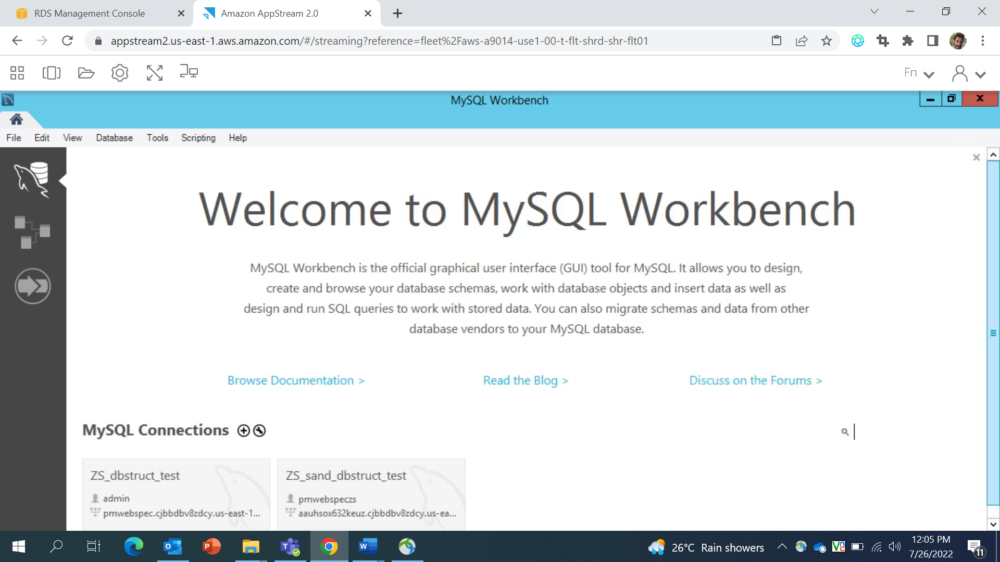 RDS Management Console
Amazon AppStream 2.0
appstream2.us-east-1.aws.amazon.com/#/streaming?reference=fleet%2Faws-a9014-use1-00-t-flt-shrd-shr-flt01
Fn
MySQL Workbench
File Edit View Database Tools Scripting Help
Welcome to MySQL Workbench
MySQL Workbench is the official graphical user interface (GUI) tool for MySQL. It allows you to design,
create and browse your database schemas, work with database objects and insert data as well as
design and run SQL queries to work with stored data. You can also migrate schemas and data from other
database vendors to your MySQL database.
Browse Documentation >
Read the Blog >
Discuss on the Forums >
MySQL Connections
ZS_dbstruct_test
admin
pmwebspec.cjbbdbv8zdcy.us-east-1...
ZS_sand_dbstruct_test
pmwebspeczs
aauhsox632keuz.cjbbdbv8zdcy.us-ea...
26°C Rain showers
12:05 PM
7/26/2022
11